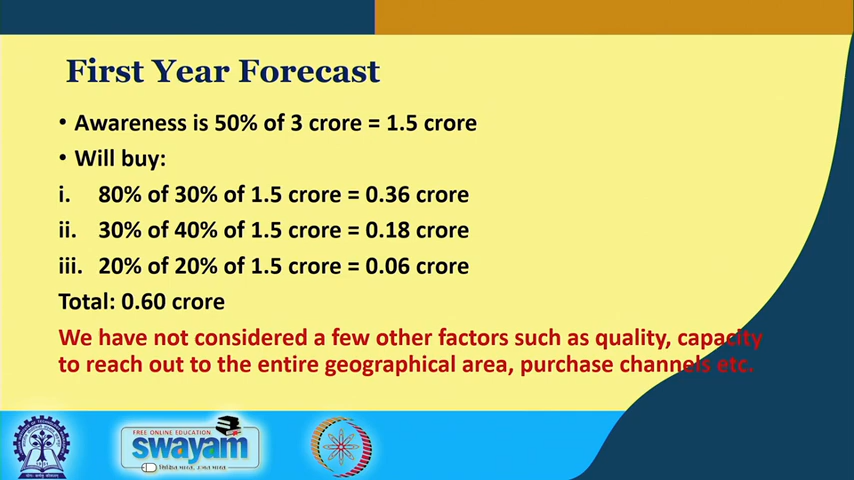 First Year Forecast
• Awareness is 50% of 3 crore = 1.5 crore
• Will buy:
i. 80% of 30% of 1.5 crore = 0.36 crore
ii. 30% of 40% of 1.5 crore = 0.18 crore
iii. 20% of 20% of 1.5 crore = 0.06 crore
Total: 0.60 crore
We have not considered a few other factors such as quality, capacity
to reach out to the entire geographical area, purchase channels etc.
FREE ONLINE EDUCATION
swayam